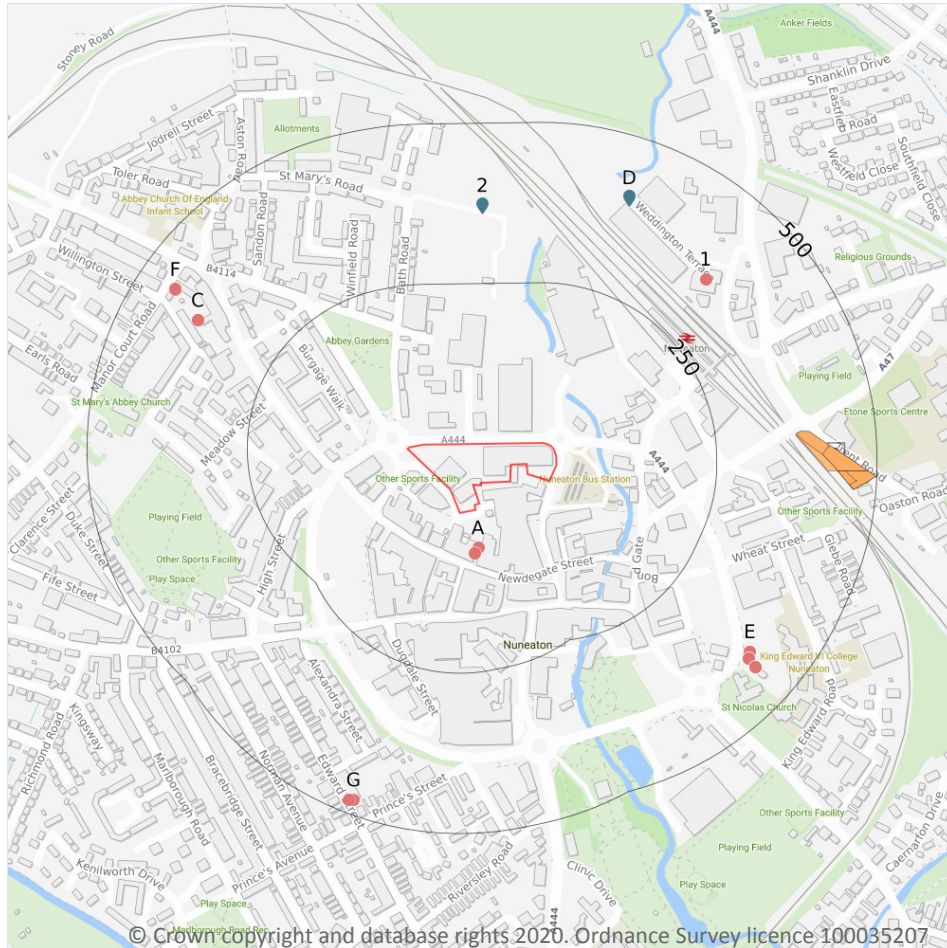 Stoney Road
A444
Anker Fields
Shanklin Drive
Jodrell Street
Aston Road
Allotments
Eastfield Road
Westfield Close
Southfield Close
Toler Road
St Mary's Road
Abbey Church Of England
Infant School
Sandon Road
Winfield Road
Bath Road
2
D
Weddington Terrace
500
Religious Grounds
1
Willington Street
B4114
F
C
Manor Court Road
Earls Road
Abbey Gardens
Burgage Walk
Nuneaton
250
A47
Playing Field
Etone Sports Centre
St Mary's Abbey Church
Meadow Street
A444
A444
Trent Road
Other Sports Facility
Nuneaton Bus Station
Oaston Road
Other Sports Facility
Clarence Street
Duke Street
Playing Field
Other Sports Facility
Play Space
High Street
A
Newdegate Street
Bond Gate
Wheat Street
Glebe Road
Fife Street
B4102
Nuneaton
E
King Edward VI College
Nuneaton
St Nicolas Church
King Edward Road
Dugdale Street
Alexandra Street
Richmond Road
Kingsway
Marlborough Road
Bracebridge Street
Norman Avenue
Edward Street
G
Prince's Street
Prince's Avenue
Riversley Road
Clinic Drive
A444
Other Sports Facility
Playing Field
Play Space
Caernarfon Drive
Kenilworth Drive
Play Space
Marlborough Road Rec
© Crown copyright and database rights 2020. Ordnance Survey licence 100035207